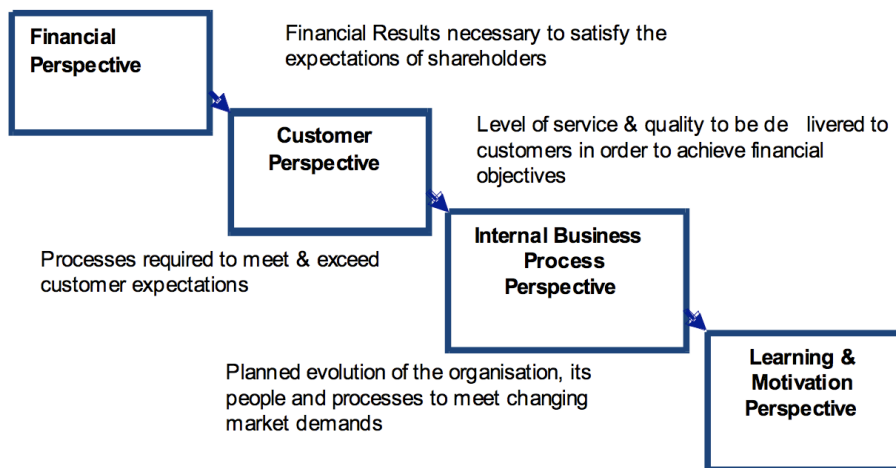 Financial
Perspective
Financial Results necessary to satisfy the
expectations of shareholders
Customer
Perspective
Level of service & quality to be de livered to
customers in order to achieve financial
objectives
Processes required to meet & exceed
customer expectations
Internal Business
Process
Perspective
Planned evolution of the organisation, its
people and processes to meet changing
market demands
Learning &
Motivation
Perspective